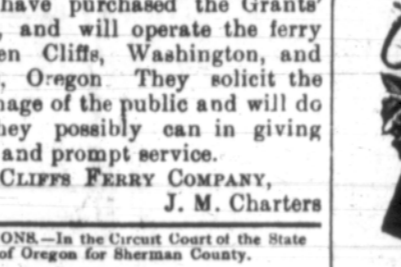 have purchased the Grants'
, and will operate the ferry
en Cliffs, Washington, and
, Oregon They solicit the
nage of the public and will do
hey possibly can in giving
and prompt service.
CLIFFS FERRY COMPANY,
J. M. Charters
ONS.—In the Circuit Court of the State
of Oregon for Sherman County.